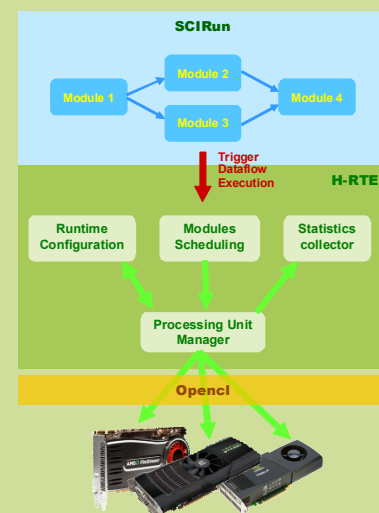 SCIRun
Module 2
Module 1
Module 4
Module 3
Trigger
Dataflow
Execution
H-RTE
Runtime
Configuration
Modules
Scheduling
Statistics
collector
Processing Unit
Manager
Opencl